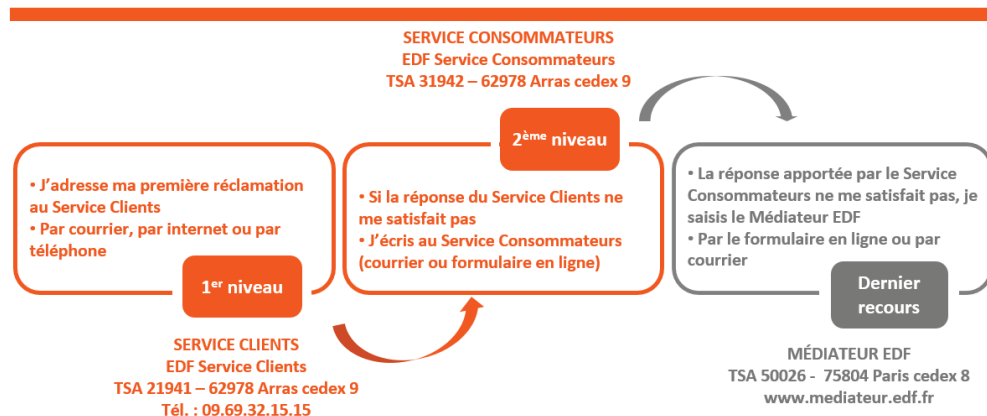 SERVICE CONSOMMATEURS
EDF Service Consommateurs
TSA 31942 – 62978 Arras cedex 9
• J'adresse ma première réclamation
au Service Clients
• Par courrier, par internet ou par
téléphone
1er niveau
SERVICE CLIENTS
EDF Service Clients
TSA 21941 – 62978 Arras cedex 9
Tél. : 09.69.32.15.15
2ème niveau
• Si la réponse du Service Clients ne
me satisfait pas
• J'écris au Service Consommateurs
(courrier ou formulaire en ligne)
• La réponse apportée par le Service
Consommateurs ne me satisfait pas, je
saisis le Médiateur EDF
• Par le formulaire en ligne ou par
courrier
Dernier
recours
MÉDIATEUR EDF
TSA 50026 - 75804 Paris cedex 8
www.mediateur.edf.fr